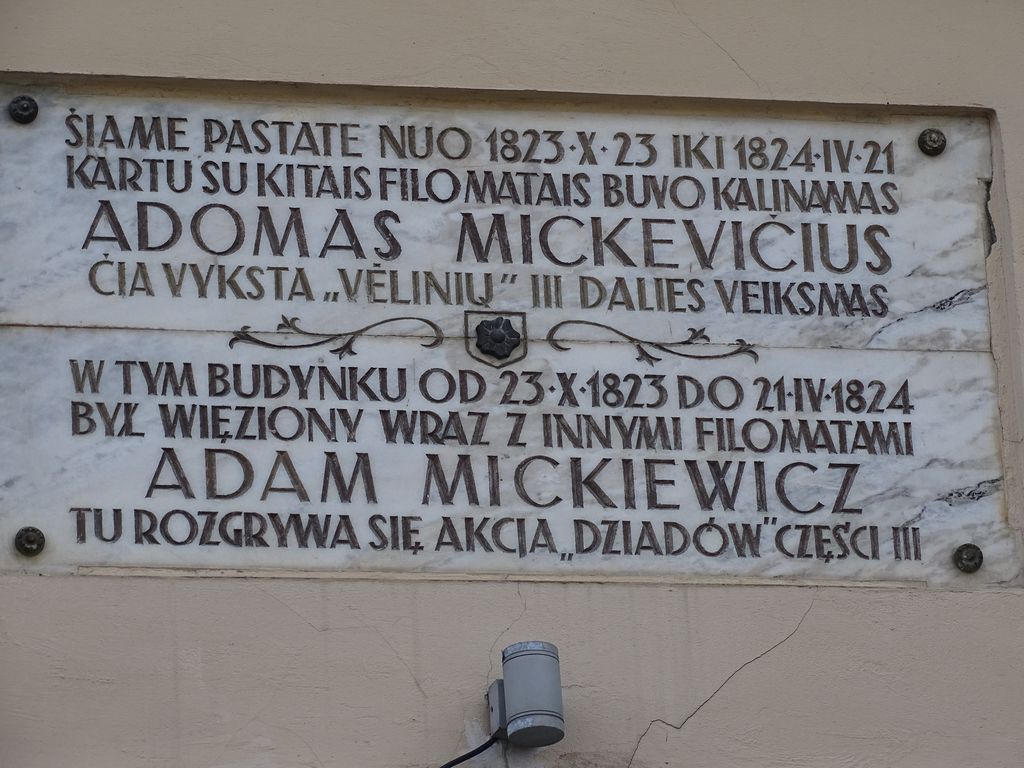 ŠIAME PASTATE NUO 1823·X·23 IKI 1824·IV·21
KARTU SU KITAIS FILOMATAIS BUVO KALINAMAS
ADOMAS MICKEVIČIUS
ČIA VYKSTA „VĖLINIŲ" III DALIES VEIKSMAS
W TYM BUDYNKU OD 23·X·1823 DO 21·IV·1824
BYŁ WIĘZIONY WRAZ Z INNYMI FILOMATAMI
ADAM MICKIEWICZ
TU ROZGRYWA SIĘ AKCJA „DZIADÓW" CZĘŚCI III